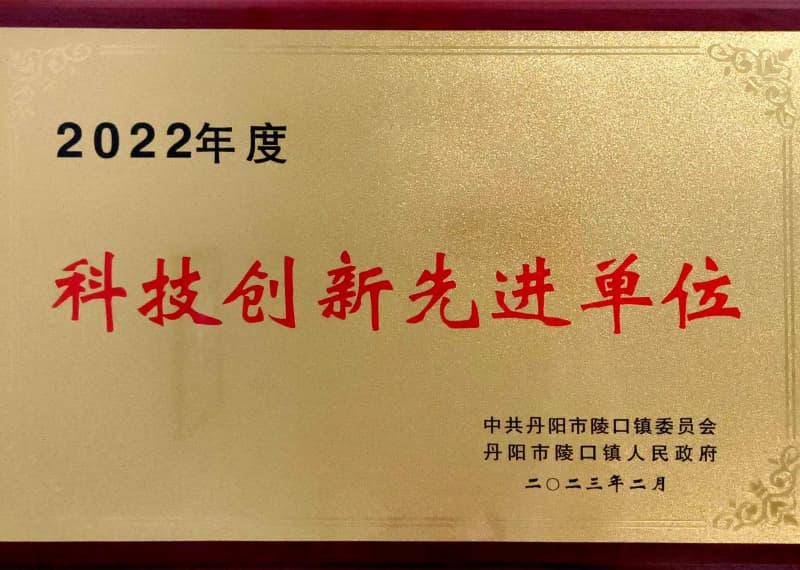 2022年度
科技创新先进单位
中共丹阳市陵口镇委员会
丹阳市陵口镇人民政府
二〇二三年二月